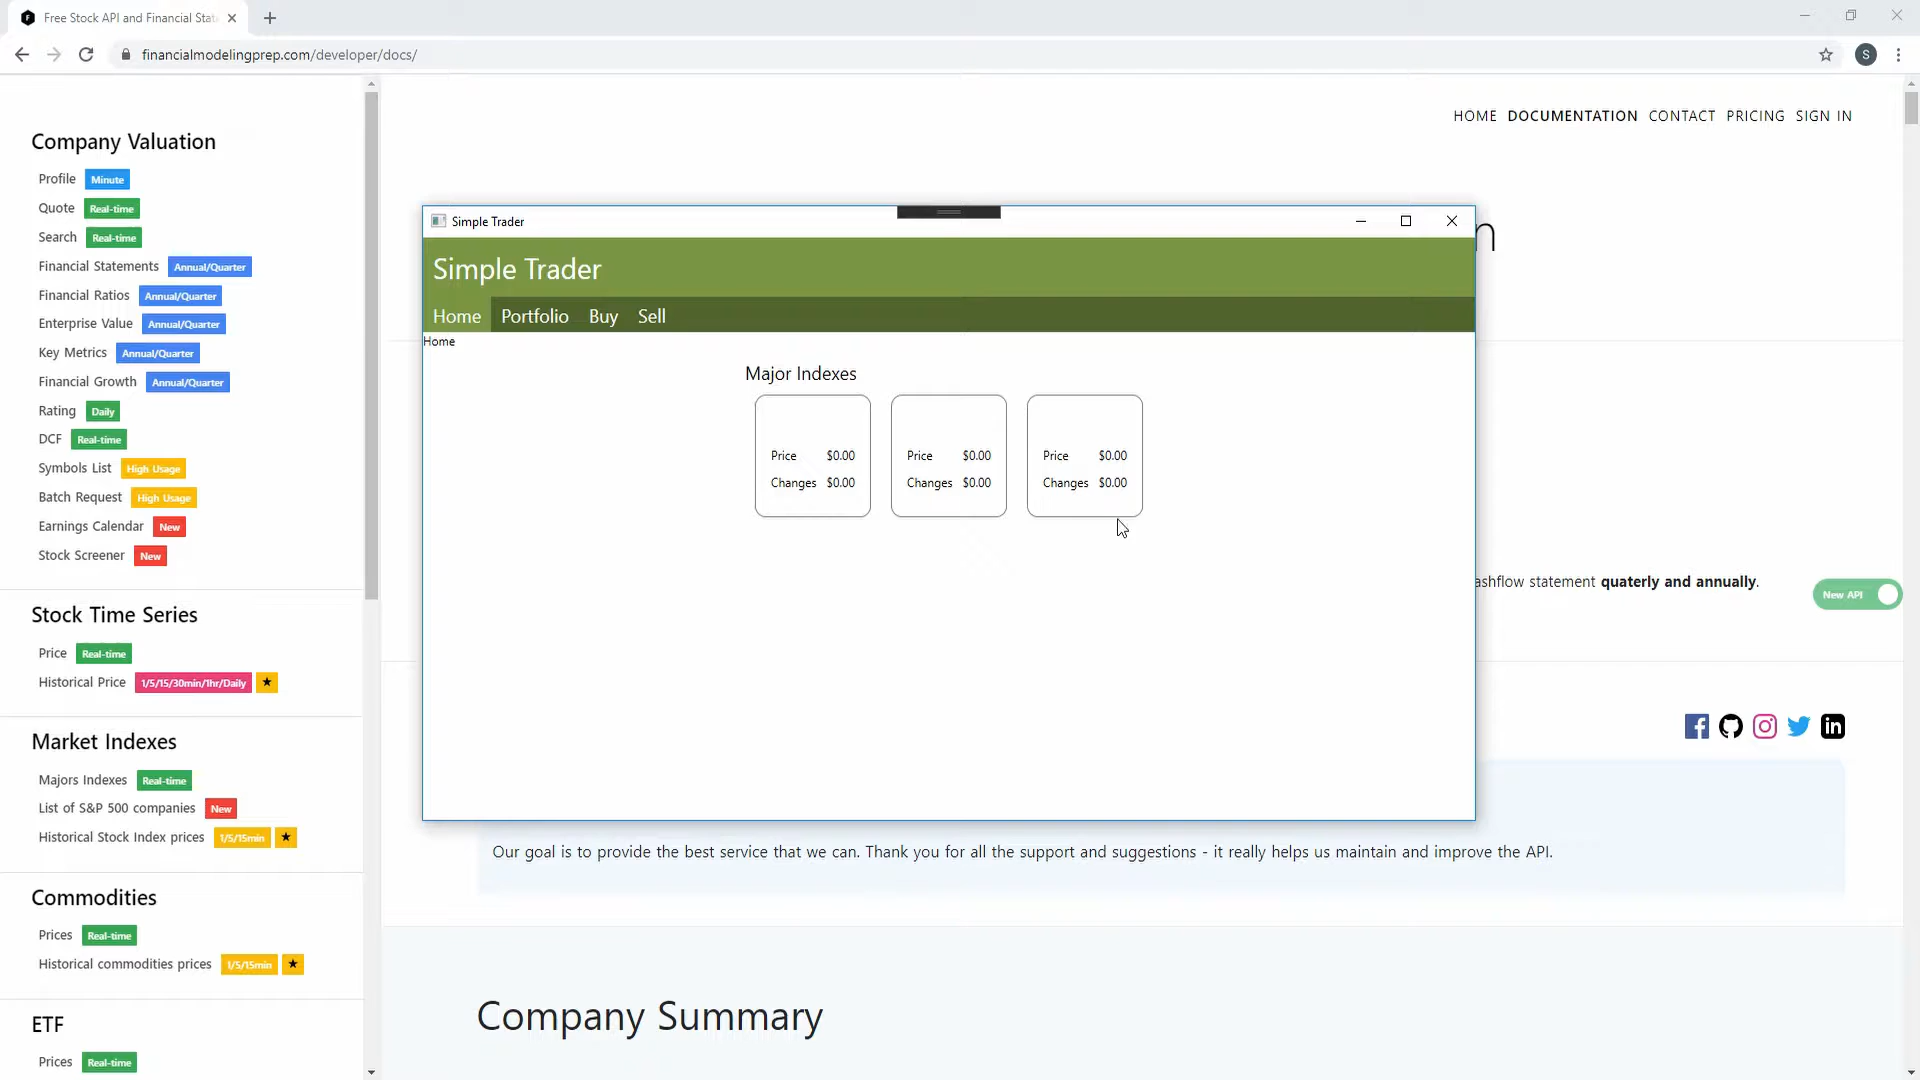 Free Stock API and Financial Stat
financialmodelingprep.com/developer/docs/
S
HOME DOCUMENTATION CONTACT PRICING SIGN IN
Company Valuation
Profile Minute
Quote Real-time
Search Real-time
Financial Statements Annual/Quarter
Financial Ratios Annual/Quarter
Enterprise Value Annual/Quarter
Key Metrics Annual/Quarter
Financial Growth Annual/Quarter
Rating Daily
DCF Real-time
Symbols List High Usage
Batch Request High Usage
Earnings Calendar New
Stock Screener New
Stock Time Series
Price Real-time
Historical Price 1/5/15/30min/1hr/Daily ★
Market Indexes
Majors Indexes Real-time
List of S&P 500 companies New
Historical Stock Index prices 1/5/15min ★
Commodities
Prices Real-time
Historical commodities prices 1/5/15min ★
ETF
Prices Real-time
n
Simple Trader
Simple Trader
Home Portfolio Buy Sell
Home
Major Indexes
Price $0.00 Price $0.00 Price $0.00
Changes $0.00 Changes $0.00 Changes $0.00
ashflow statement quaterly and annually.
New API
Our goal is to provide the best service that we can. Thank you for all the support and suggestions - it really helps us maintain and improve the API.
Company Summary